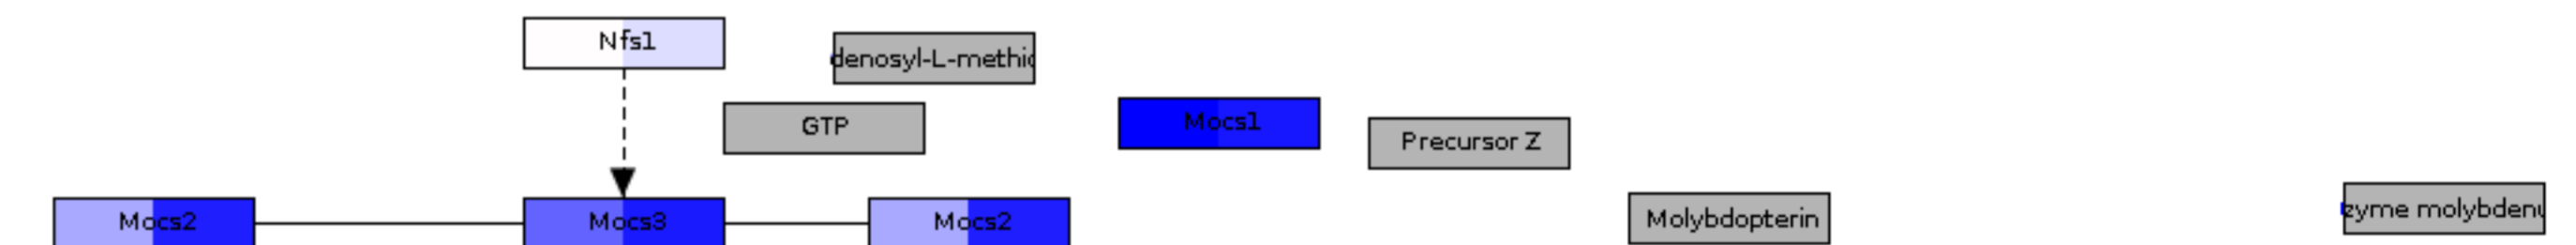 Nfs1
denosyl-L-methic
GTP
Mocs1
Precursor Z
Mocs2
Mocs3
Mocs2
Molybdopterin
zyme molybdenu